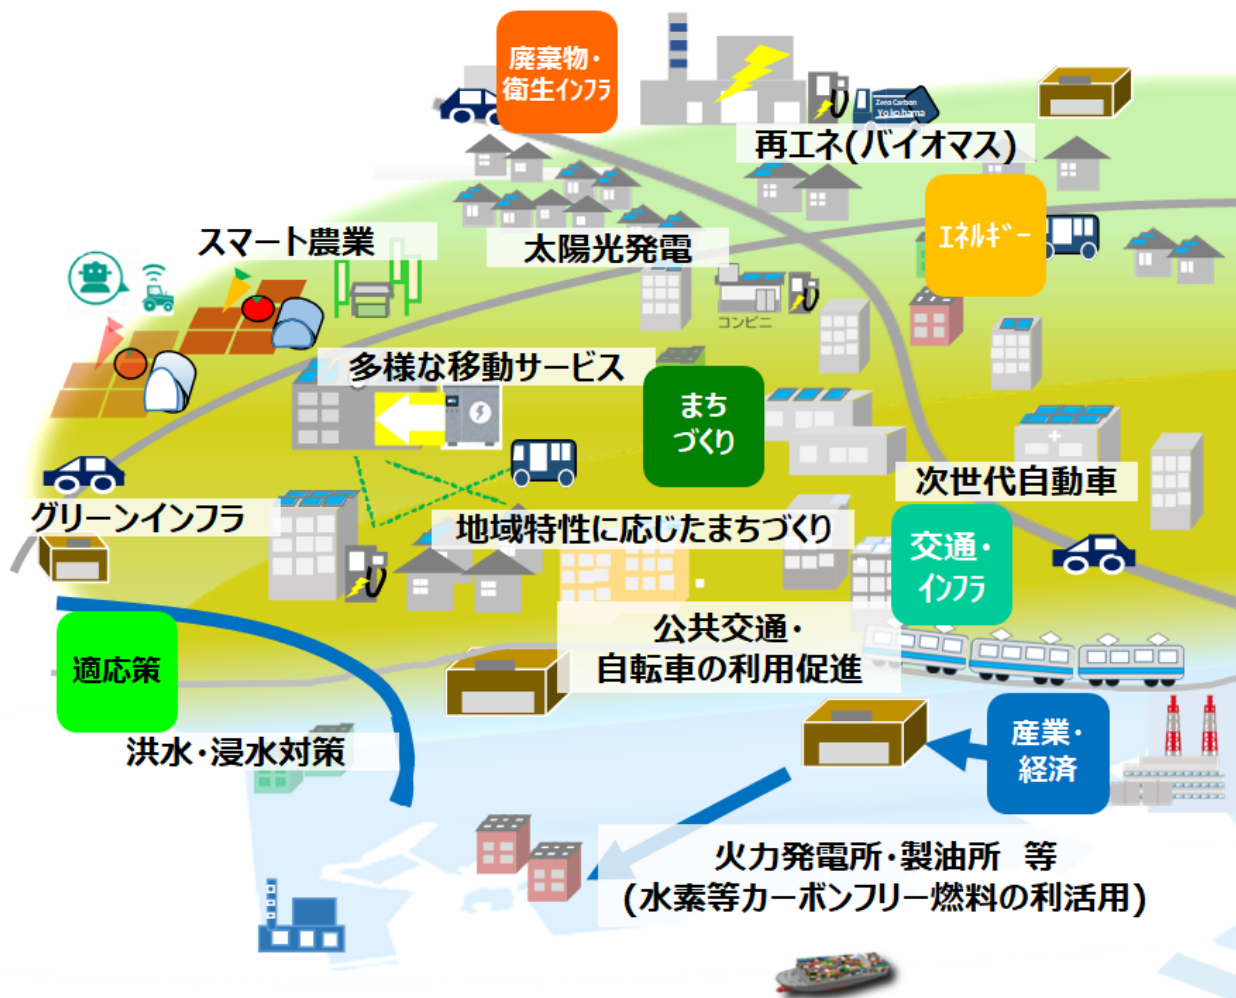 廃棄物・
衛生インフラ
Zero Carbon
Yokohama
再エネ(バイオマス)
エネルギー
スマート農業
太陽光発電
コンビニ
多様な移動サービス
まち
づくり
次世代自動車
グリーンインフラ
地域特性に応じたまちづくり
交通・
インフラ
公共交通・
自転車の利用促進
適応策
洪水・浸水対策
産業・
経済
火力発電所・製油所 等
(水素等カーボンフリー燃料の利活用)